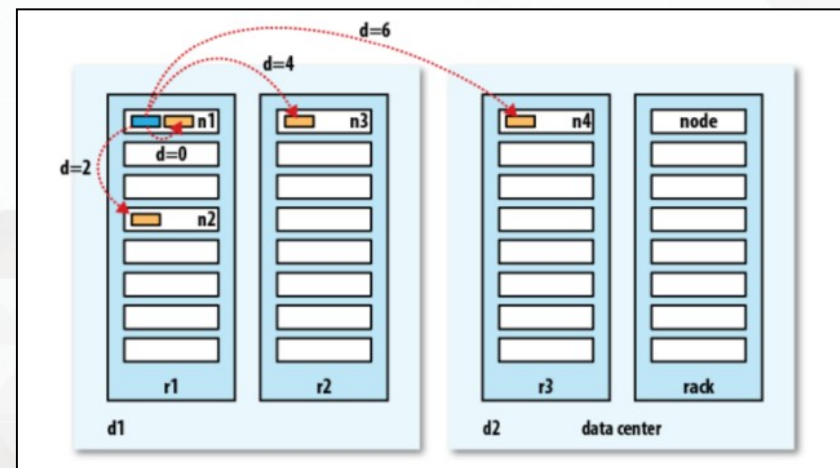 d=6
d=4
n1
n3
n4
node
d=0
d=2
n2
r1
r2
r3
rack
d1
d2
data center